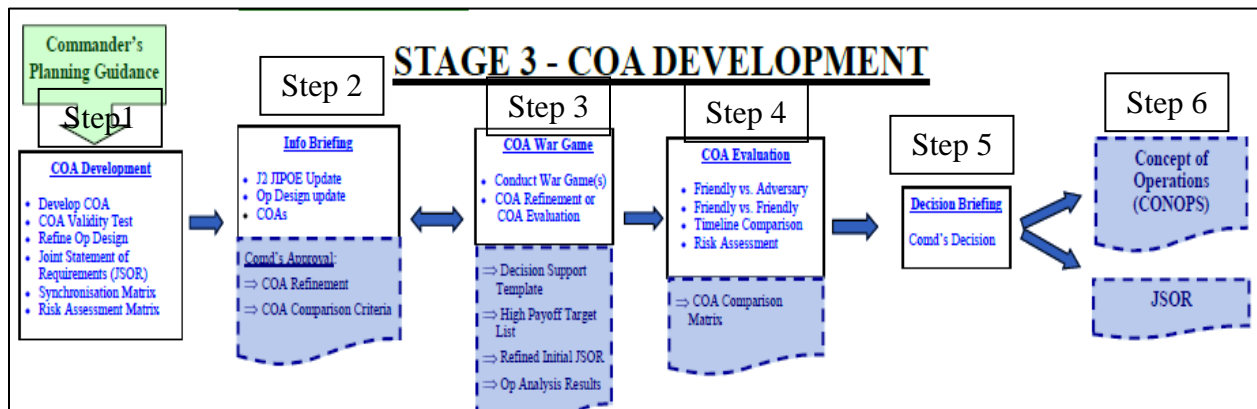 Commander's
Planning Guidance
STAGE 3 - COA DEVELOPMENT
Step1
COA Development
♦ Develop COA
♦ COA Validity Test
♦ Refine Op Design
♦ Joint Statement of
Requirements (JSOR)
♦ Synchronisation Matrix
♦ Risk Assessment Matrix
Step 2
Info Briefing
♦ J2 JIPOE Update
♦ Op Design update
♦ COAs
Comd's Approval:
⇒ COA Refinement
⇒ COA Comparison Criteria
Step 3
COA War Game
♦ Conduct War Game(s)
♦ COA Refinement or
COA Evaluation
⇒ Decision Support
Template
⇒ High Payoff Target
List
⇒ Refined Initial JSOR
⇒ Op Analysis Results
Step 4
COA Evaluation
♦ Friendly vs. Adversary
♦ Friendly vs. Friendly
♦ Timeline Comparison
♦ Risk Assessment
⇒ COA Comparison
Matrix
Step 5
Decision Briefing
Comd's Decision
Step 6
Concept of
Operations
(CONOPS)
JSOR